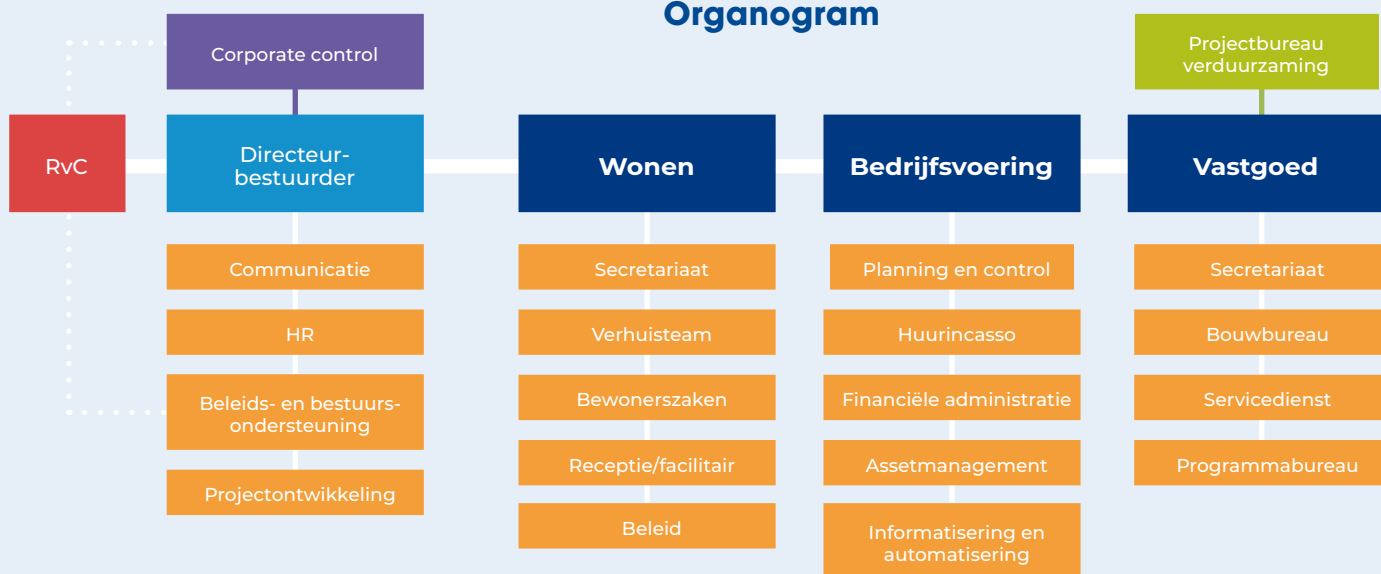 Organogram
Corporate control
Projectbureau
verduurzaming
RvC
Directeur-
bestuurder
Wonen
Bedrijfsvoering
Vastgoed
Communicatie
HR
Beleids- en bestuurs-
ondersteuning
Projectontwikkeling
Secretariaat
Verhuisteam
Bewonerszaken
Receptie/facilitair
Beleid
Planning en control
Huurincasso
Financiële administratie
Assetmanagement
Informatisering en
automatisering
Secretariaat
Bouwbureau
Servicedienst
Programmabureau